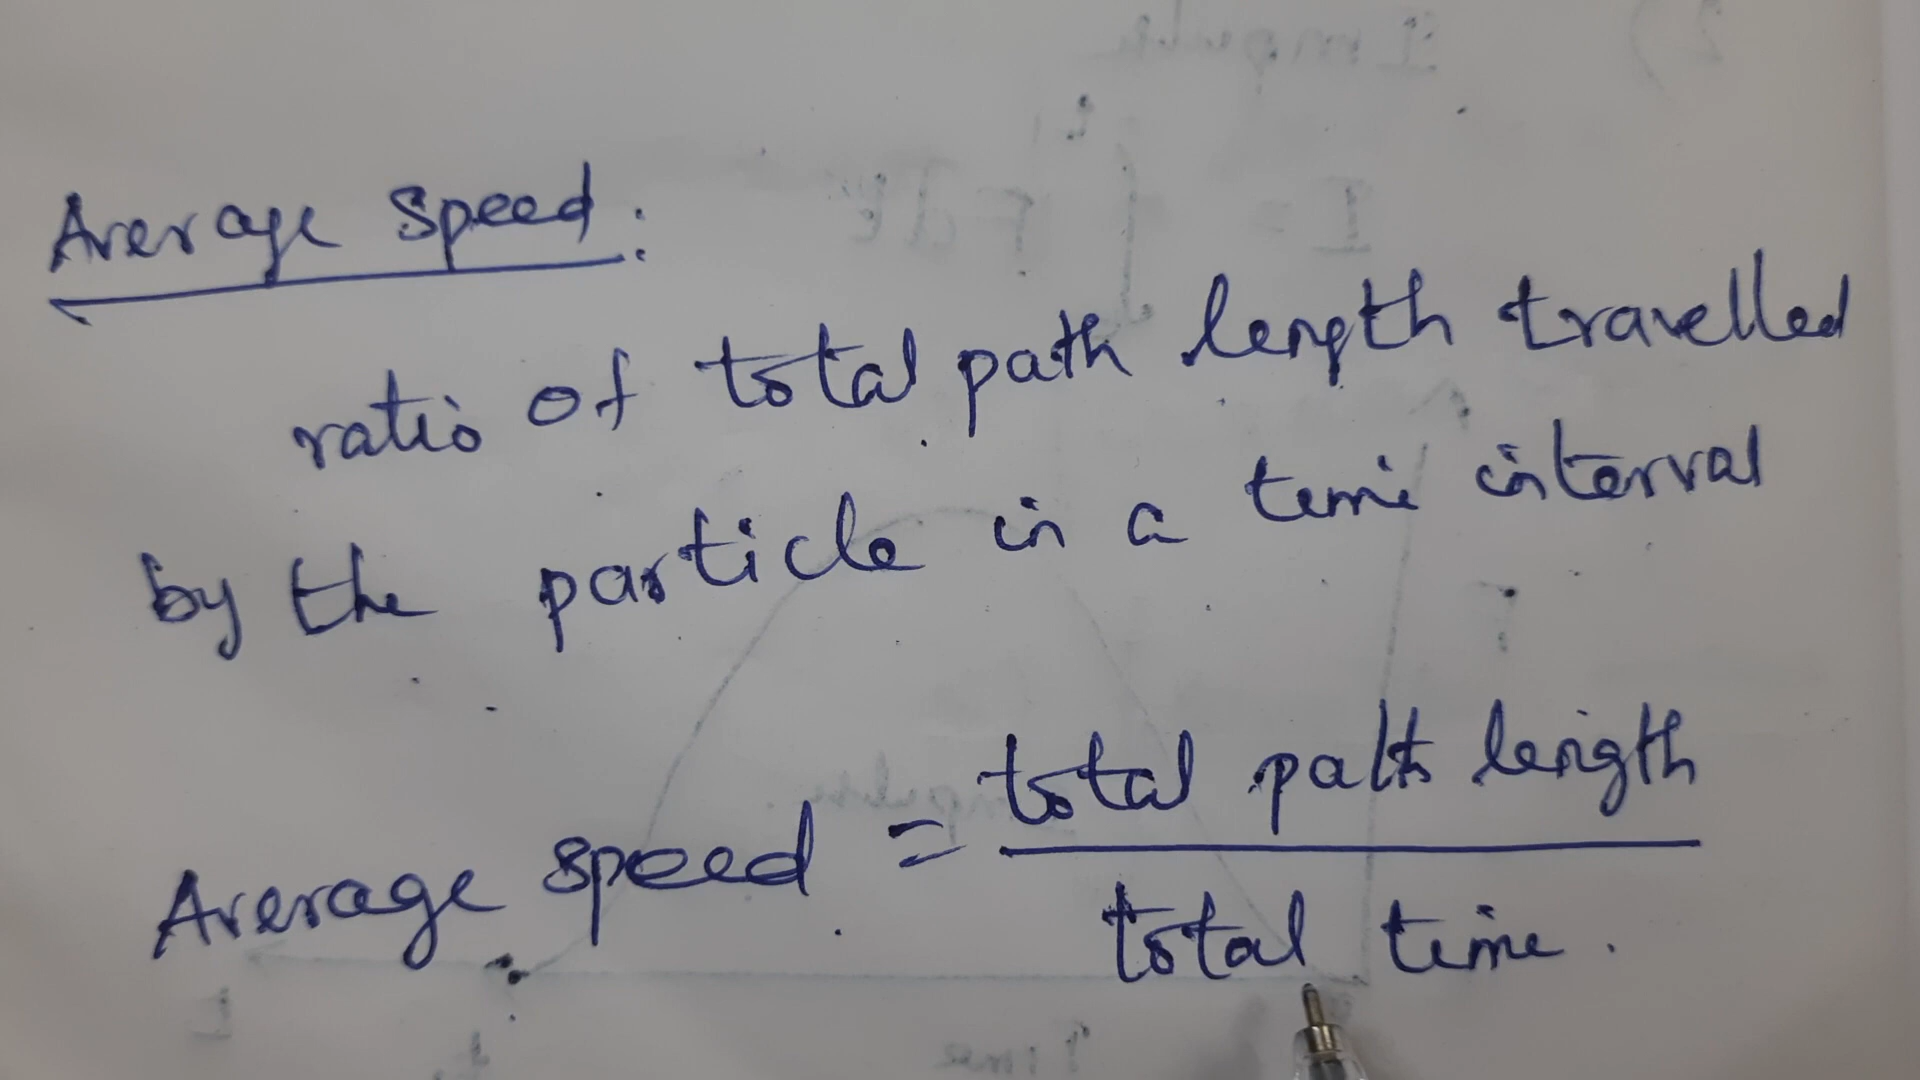 Average Speed:
ratio of total path length travelled
by the particle in a time interval
Average speed = total path length
total time.